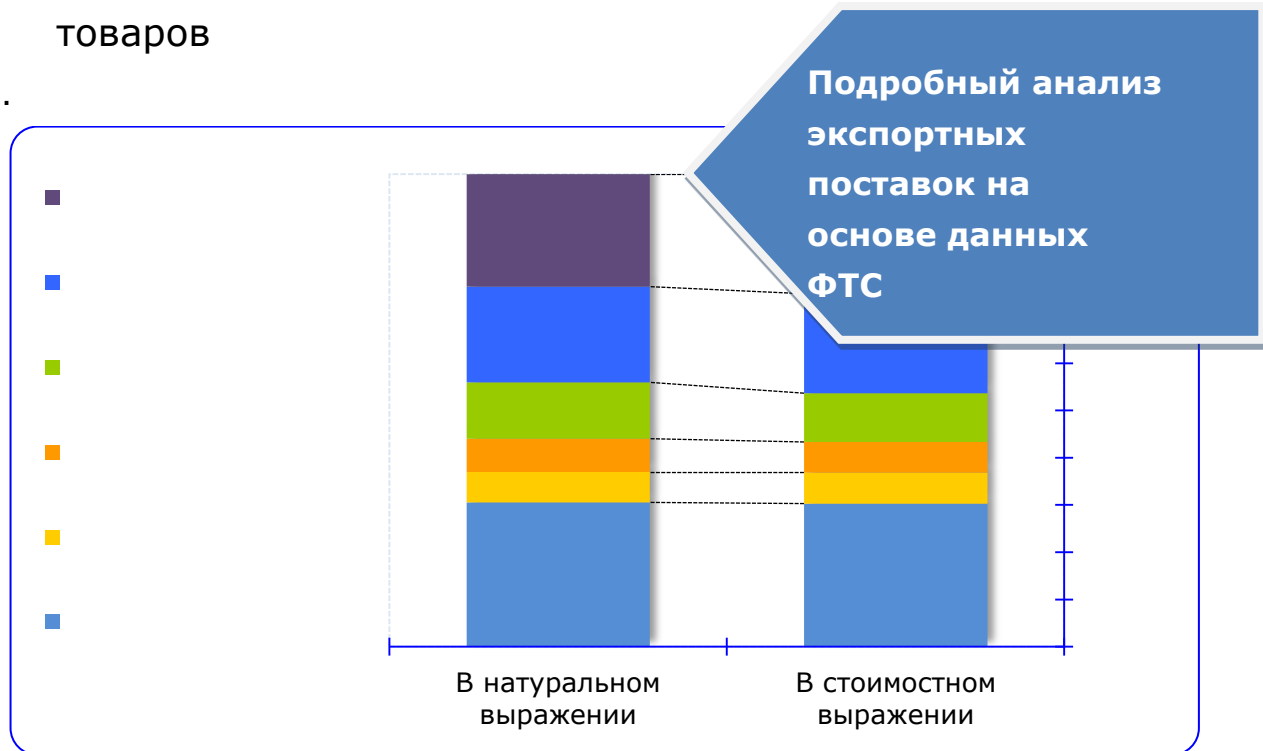 товаров
.
Подробный анализ
экспортных
поставок на
основе данных
ФТС
В натуральном
выражении
В стоимостном
выражении